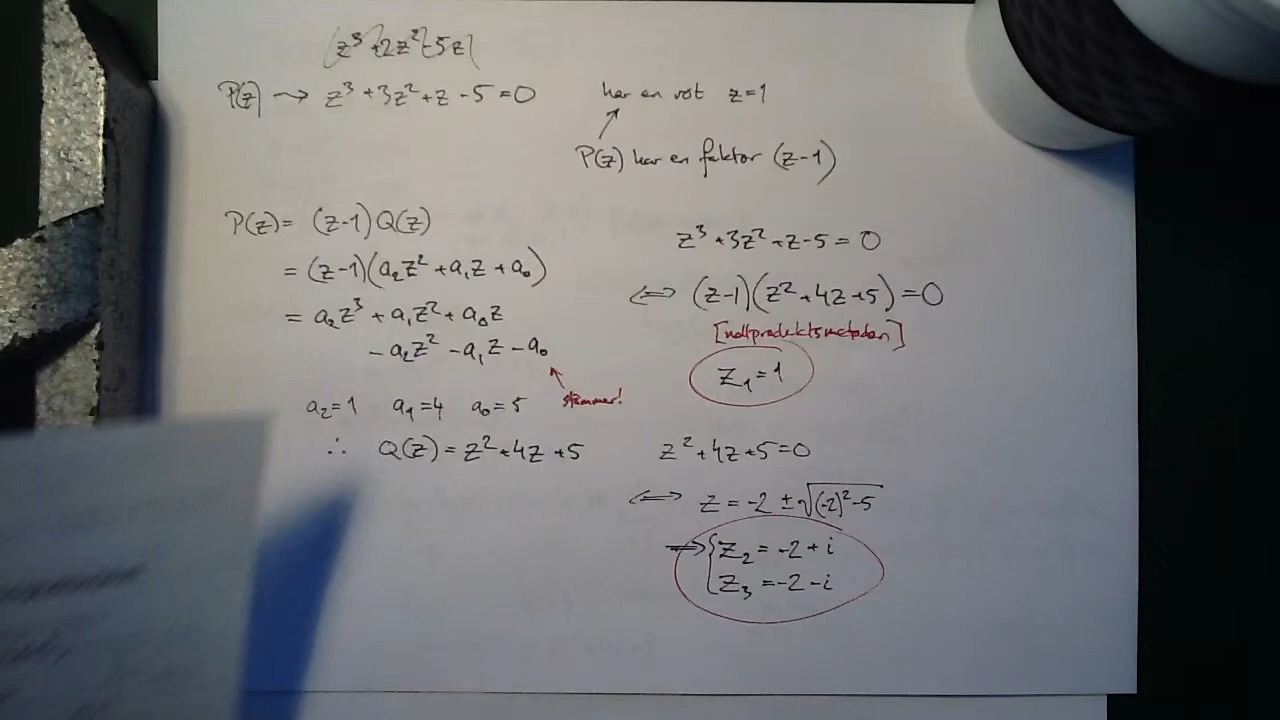 (z³+2z²-5z)
P(z) → z³+3z²+z-5=0
har en rot z=1
P(z) har en faktor (z-1)
P(z)= (z-1)Q(z)
= (z-1)(a₂z²+a₁z+a₀)
= a₂z³+a₁z²+a₀z
-a₂z²-a₁z-a₀
stämmer!
a₂=1 a₁=4 a₀=5
∴ Q(z)=z²+4z+5
z³+3z²+z-5=0
⟺ (z-1)(z²+4z+5)=0
[nollproduktsmetoden]
z₁=1
z²+4z+5=0
⟺ z=-2±√(-2)²-5
⇒ { z₂=-2+i
z₃=-2-i